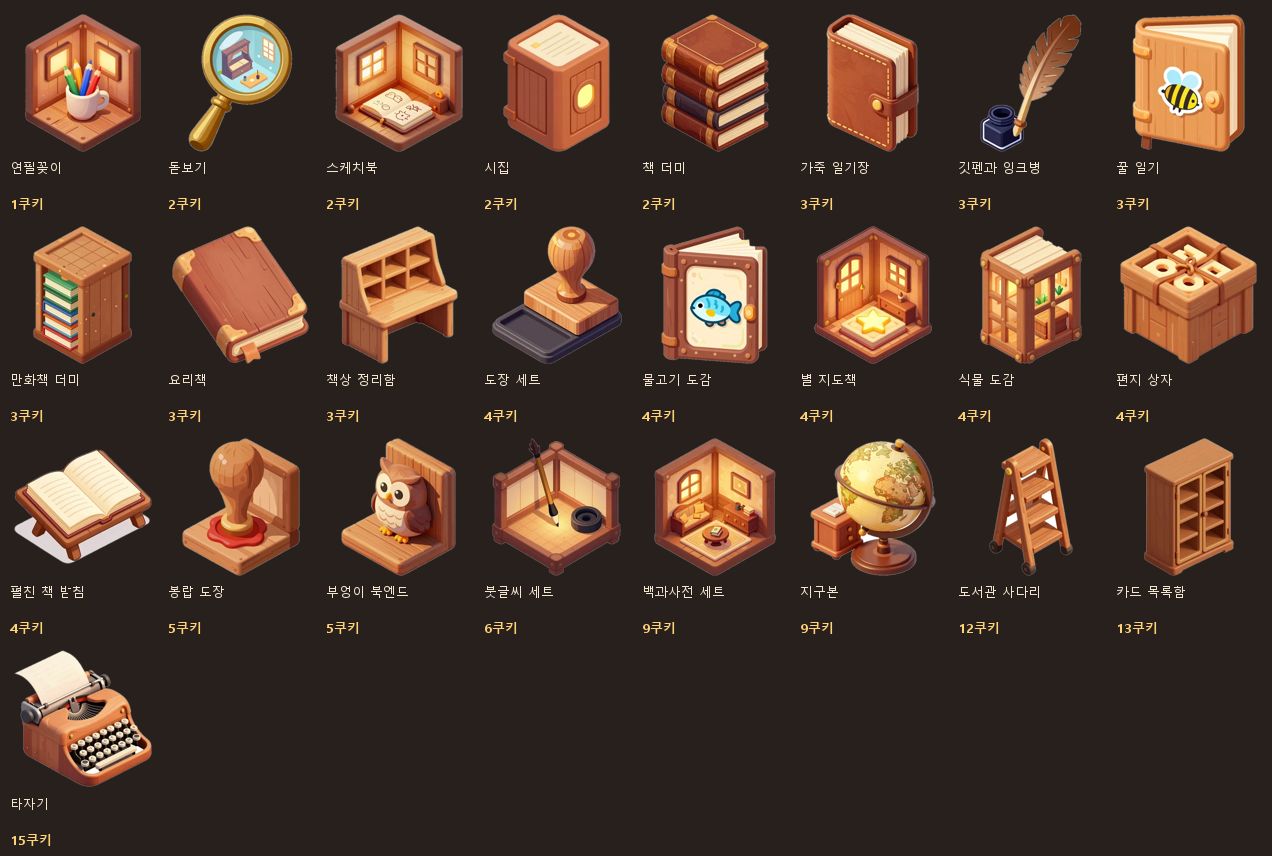 연필꽂이
돋보기
스케치북
시집
책 더미
가죽 일기장
깃펜과 잉크병
꿀 일기
1쿠키
2쿠키
2쿠키
2쿠키
2쿠키
3쿠키
3쿠키
3쿠키
만화책 더미
요리책
책상 정리함
도장 세트
물고기 도감
별 지도책
식물 도감
편지 상자
3쿠키
3쿠키
3쿠키
4쿠키
4쿠키
4쿠키
4쿠키
4쿠키
펼친 책 받침
봉랍 도장
부엉이 북엔드
붓글씨 세트
백과사전 세트
지구본
도서관 사다리
카드 목록함
4쿠키
5쿠키
5쿠키
6쿠키
9쿠키
9쿠키
12쿠키
13쿠키
타자기
15쿠키